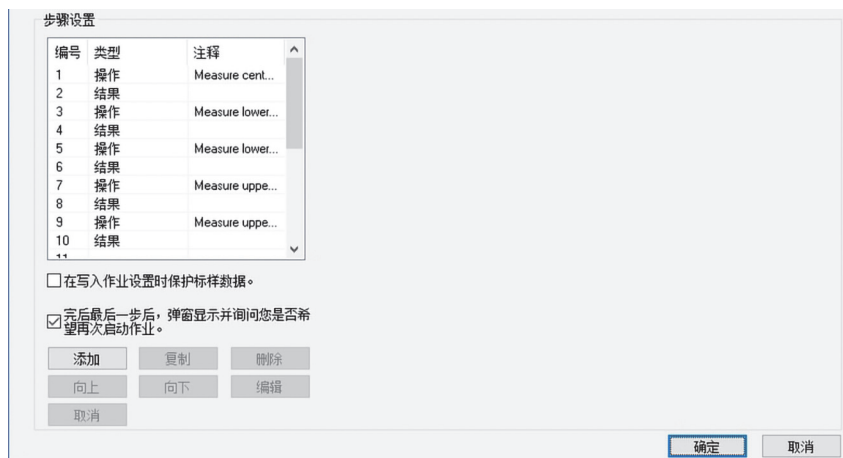 步骤设置
编号 类型 注释
1 操作 Measure cent...
2 结果
3 操作 Measure lower...
4 结果
5 操作 Measure lower...
6 结果
7 操作 Measure uppe...
8 结果
9 操作 Measure uppe...
10 结果
11
在写入作业设置时保护标样数据。
完后最后一步后，弹窗显示并询问您是否希
望再次启动作业。
添加 复制 删除
向上 向下 编辑
取消
确定 取消